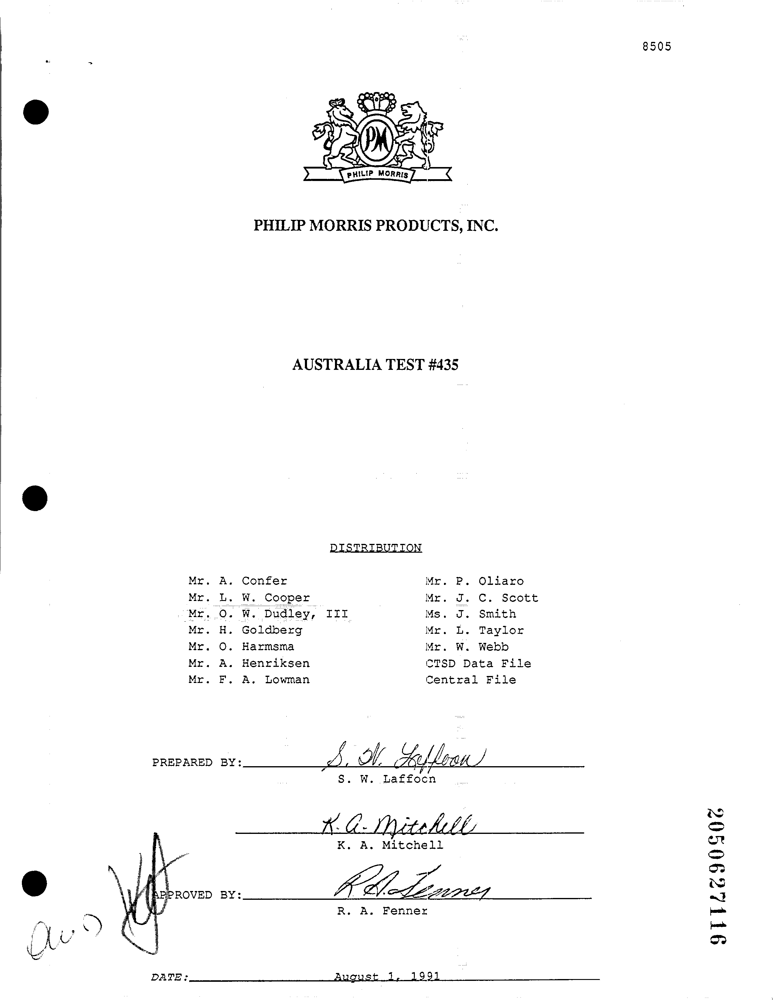 8505
PM
PHILIP MORRIS
PHILIP MORRIS PRODUCTS, INC.
AUSTRALIA TEST #435
DISTRIBUTION
Mr. A. Confer Mr. P. Oliaro
Mr. L. W. Cooper Mr. J. C. Scott
Mr. O. W. Dudley, III Ms. J. Smith
Mr. H. Goldberg Mr. L. Taylor
Mr. O. Harmsma Mr. W. Webb
Mr. A. Henriksen CTSD Data File
Mr. F. A. Lowman Central File
PREPARED BY: S. W. Laffoon
S. W. Laffoon
K. A. Mitchell
K. A. Mitchell
APPROVED BY: R A Fenner
R. A. Fenner
DATE: August 1, 1991
2050627116